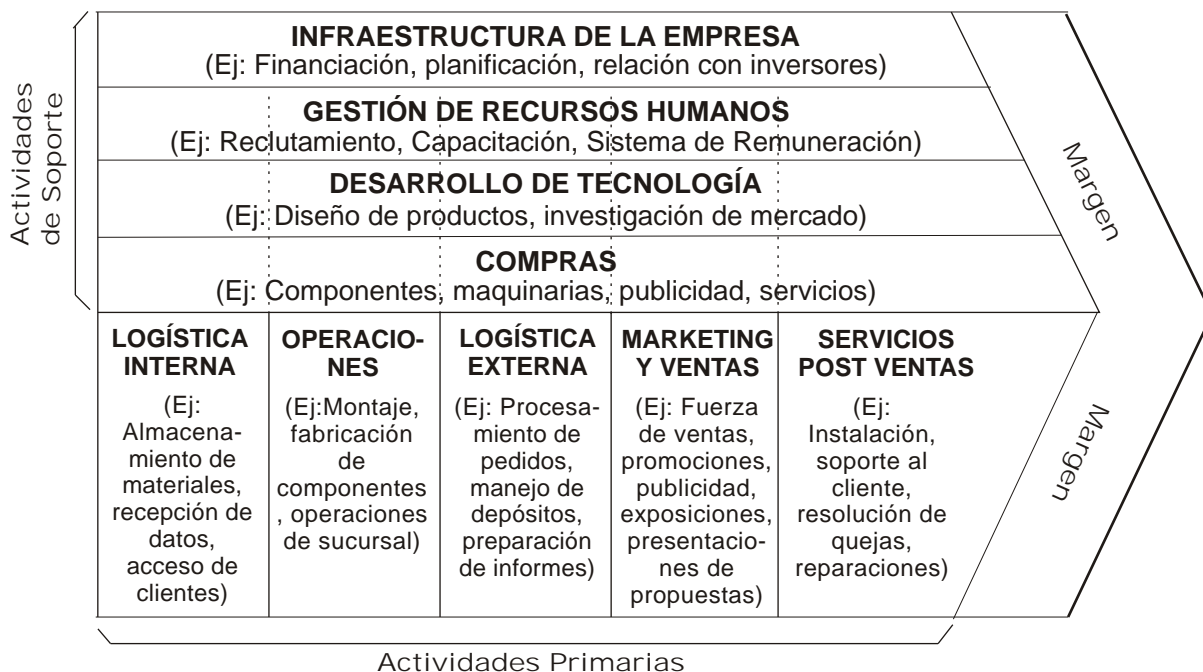 Actividades
de Soporte
INFRAESTRUCTURA DE LA EMPRESA
(Ej: Financiación, planificación, relación con inversores)
GESTIÓN DE RECURSOS HUMANOS
(Ej: Reclutamiento, Capacitación, Sistema de Remuneración)
DESARROLLO DE TECNOLOGÍA
(Ej: Diseño de productos, investigación de mercado)
COMPRAS
(Ej: Componentes, maquinarias, publicidad, servicios)
Margen
LOGÍSTICA
INTERNA
(Ej:
Almacena-
miento de
materiales,
recepción de
datos,
acceso de
clientes)
OPERACIO-
NES
(Ej:Montaje,
fabricación
de
componentes
, operaciones
de sucursal)
LOGÍSTICA
EXTERNA
(Ej: Procesa-
miento de
pedidos,
manejo de
depósitos,
preparación
de informes)
MARKETING
Y VENTAS
(Ej: Fuerza
de ventas,
promociones,
publicidad,
exposiciones,
presentacio-
nes de
propuestas)
SERVICIOS
POST VENTAS
(Ej:
Instalación,
soporte al
cliente,
resolución de
quejas,
reparaciones)
Margen
Actividades Primarias